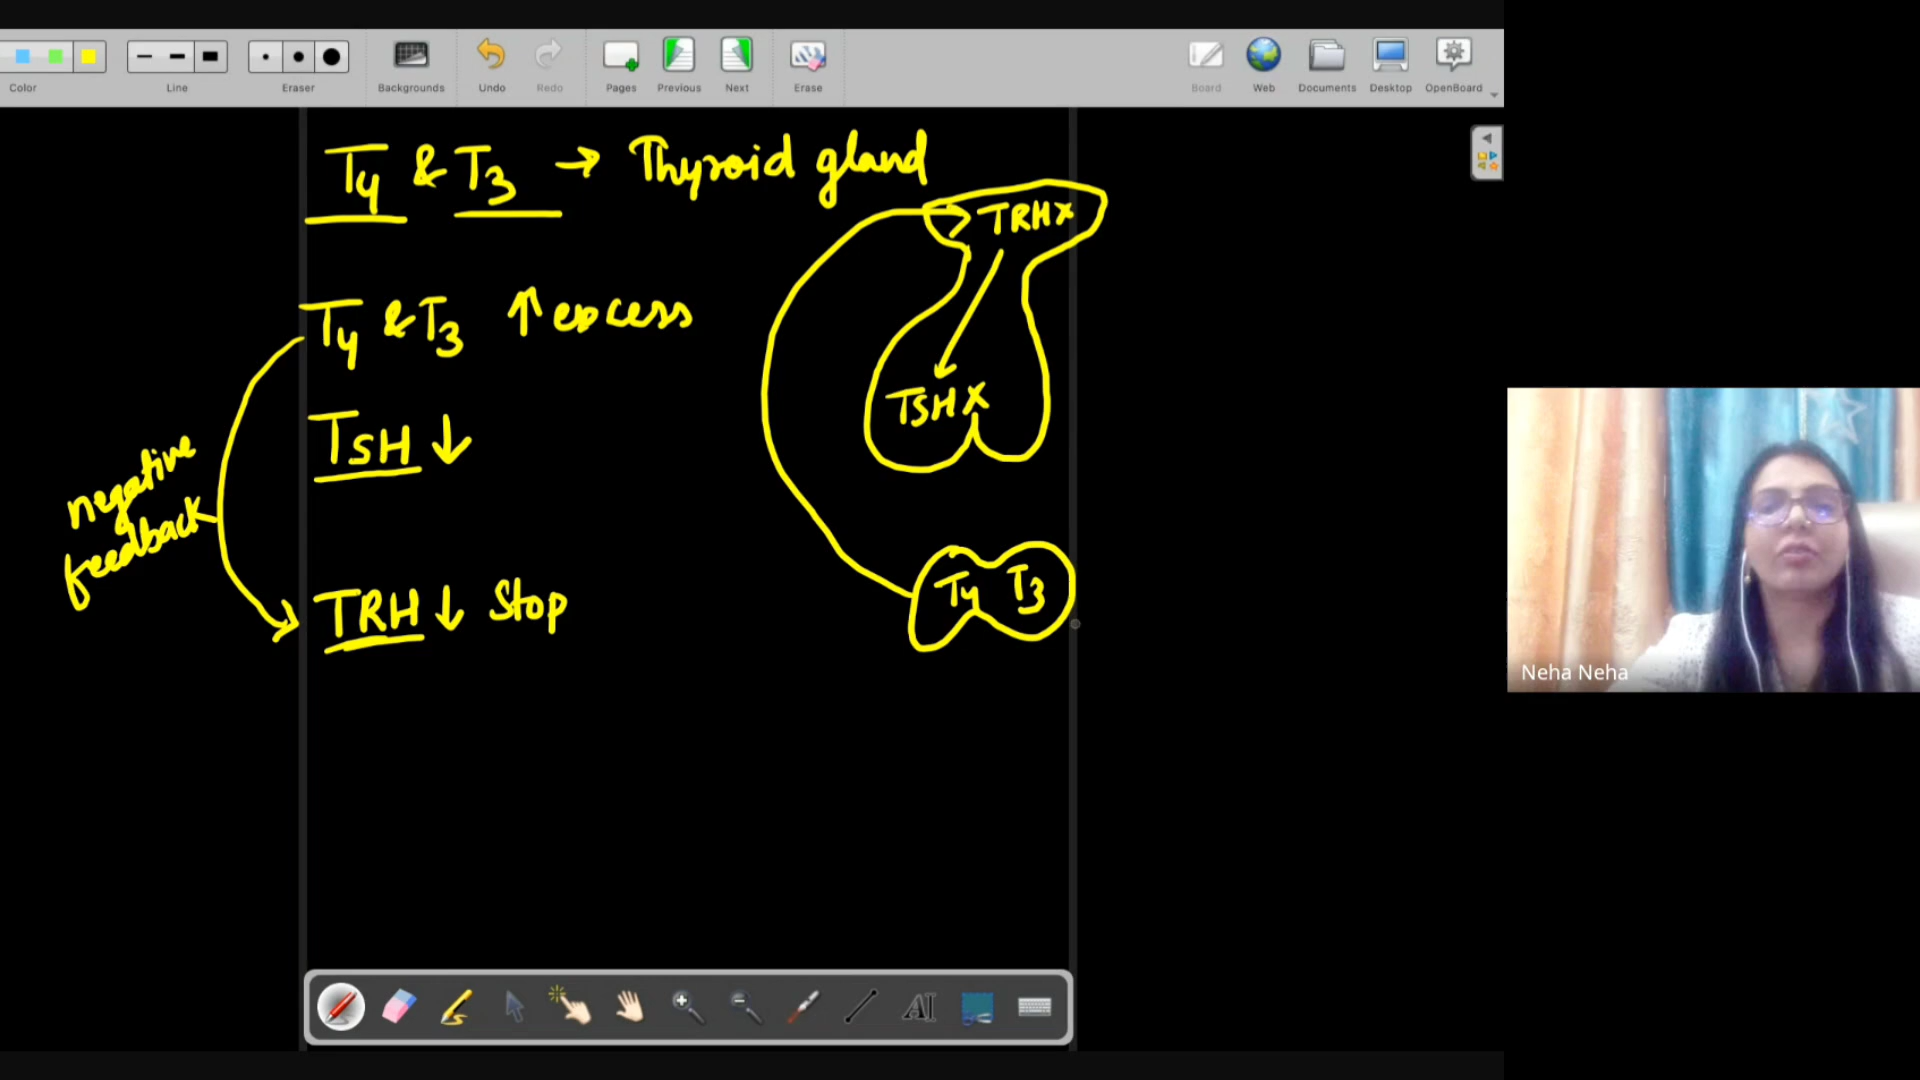 Color
Line
Eraser
Backgrounds
Undo
Redo
Pages
Previous
Next
Erase
Board
Web
Documents
Desktop
OpenBoard
T4 & T3 → Thyroid gland
TRH x
T4 & T3 ↑ excess
TSH x
TSH ↓
negative
feedback
T4 T3
TRH ↓ Stop
Neha Neha
AI